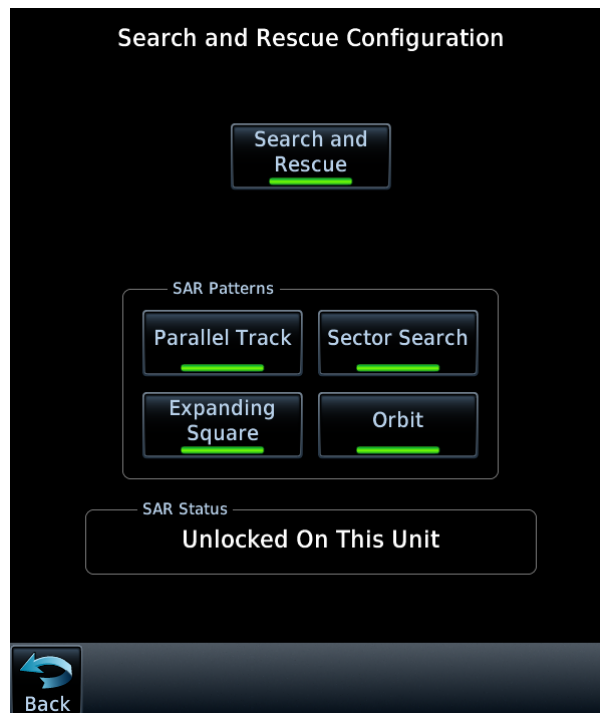 Search and Rescue Configuration
Search and
Rescue
SAR Patterns
Parallel Track
Sector Search
Expanding
Square
Orbit
SAR Status
Unlocked On This Unit
Back